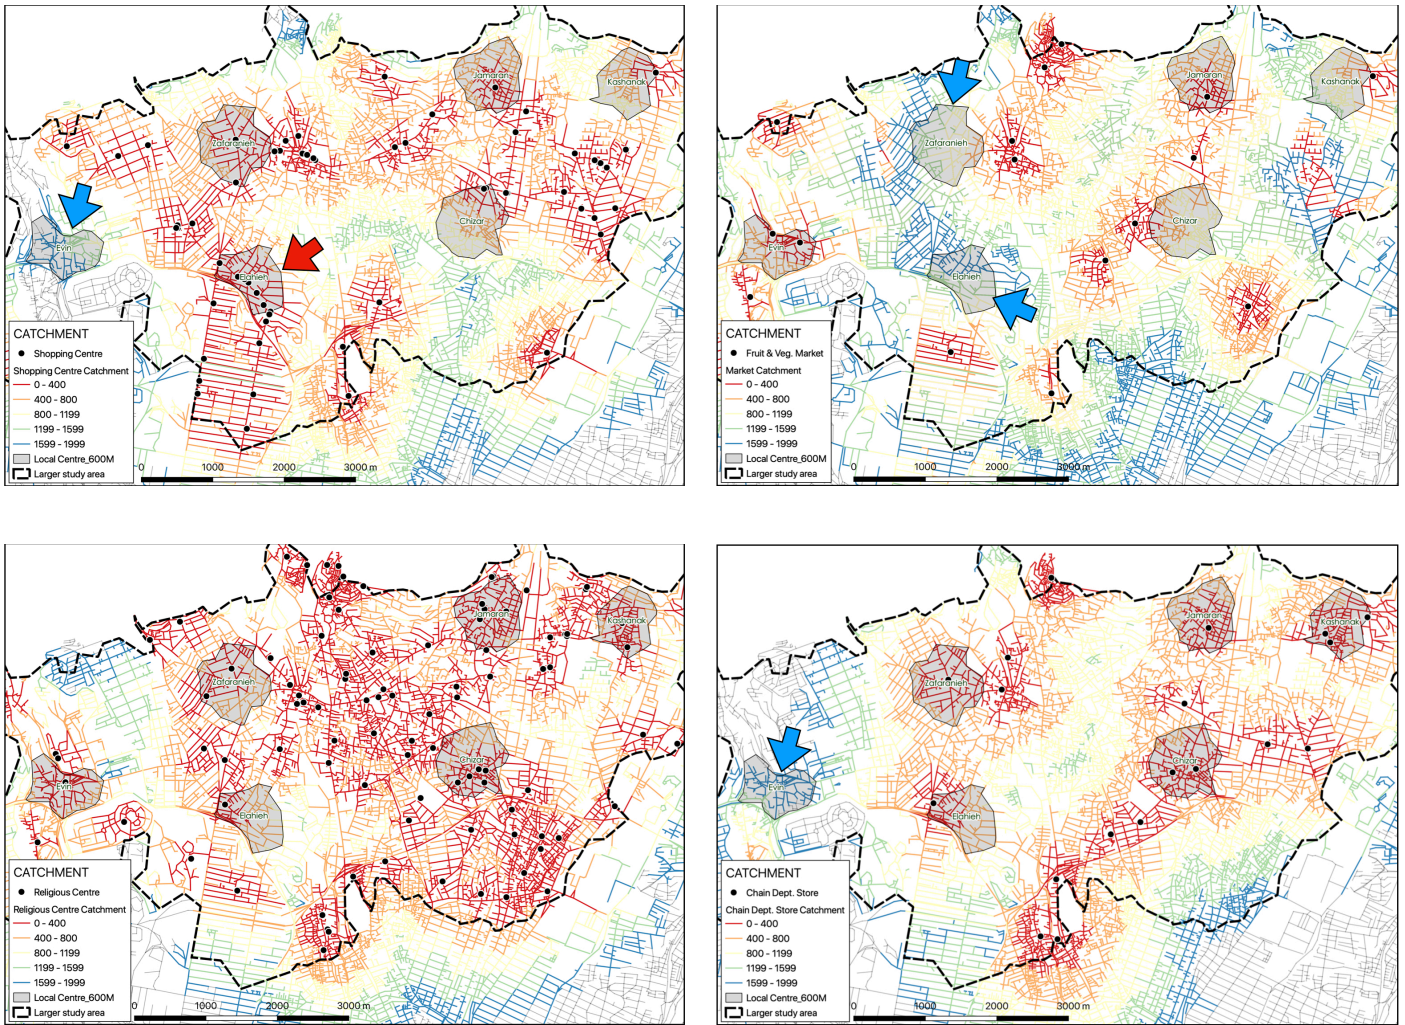 Jamaran
Kashanak
Zafaranieh
Chizar
Evin
Elahieh
CATCHMENT
Shopping Centre
Shopping Centre Catchment
0 - 400
400 - 800
800 - 1199
1199 - 1599
1599 - 1999
Local Centre_600M
Larger study area
0 1000 2000 3000 m
Jamaran
Kashanak
Zafaranieh
Chizar
Evin
Elahieh
CATCHMENT
Fruit & Veg. Market
Market Catchment
0 - 400
400 - 800
800 - 1199
1199 - 1599
1599 - 1999
Local Centre_600M
Larger study area
0 1000 2000 3000 m
Jamaran
Kashanak
Zafaranieh
Chizar
Evin
Elahieh
CATCHMENT
Religious Centre
Religious Centre Catchment
0 - 400
400 - 800
800 - 1199
1199 - 1599
1599 - 1999
Local Centre_600M
Larger study area
0 1000 2000 3000 m
Jamaran
Kashanak
Zafaranieh
Chizar
Evin
Elahieh
CATCHMENT
Chain Dept. Store
Chain Dept. Store Catchment
0 - 400
400 - 800
800 - 1199
1199 - 1599
1599 - 1999
Local Centre_600M
Larger study area
0 1000 2000 3000 m